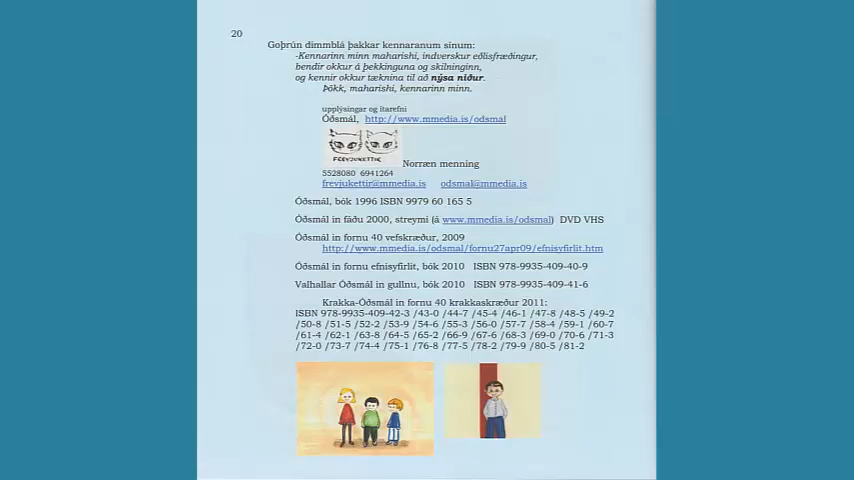 20
Goþrún dimmblá þakkar kennaranum sínum:
-Kennarinn minn maharishi, indverskur eðlisfræðingur,
bendir okkur á þekkinguna og skilninginn,
og kennir okkur tæknina til að nýsa niður.
Þökk, maharishi, kennarinn minn.
upplýsingar og ítarefni
Óðsmál, http://www.mmedia.is/odsmal
FREYJUKETTIR
Norræn menning
5528080 6941264
freyjukettir@mmedia.is odsmal@mmedia.is
Óðsmál, bók 1996 ISBN 9979 60 165 5
Óðsmál in fáðu 2000, streymi (á www.mmedia.is/odsmal) DVD VHS
Óðsmál in fornu 40 vefskræður, 2009
http://www.mmedia.is/odsmal/fornu27apr09/efnisyfirlit.htm
Óðsmál in fornu efnisyfirlit, bók 2010 ISBN 978-9935-409-40-9
Valhallar Óðsmál in gullnu, bók 2010 ISBN 978-9935-409-41-6
Krakka-Óðsmál in fornu 40 krakkaskræður 2011:
ISBN 978-9935-409-42-3 /43-0 /44-7 /45-4 /46-1 /47-8 /48-5 /49-2
/50-8 /51-5 /52-2 /53-9 /54-6 /55-3 /56-0 /57-7 /58-4 /59-1 /60-7
/61-4 /62-1 /63-8 /64-5 /65-2 /66-9 /67-6 /68-3 /69-0 /70-6 /71-3
/72-0 /73-7 /74-4 /75-1 /76-8 /77-5 /78-2 /79-9 /80-5 /81-2